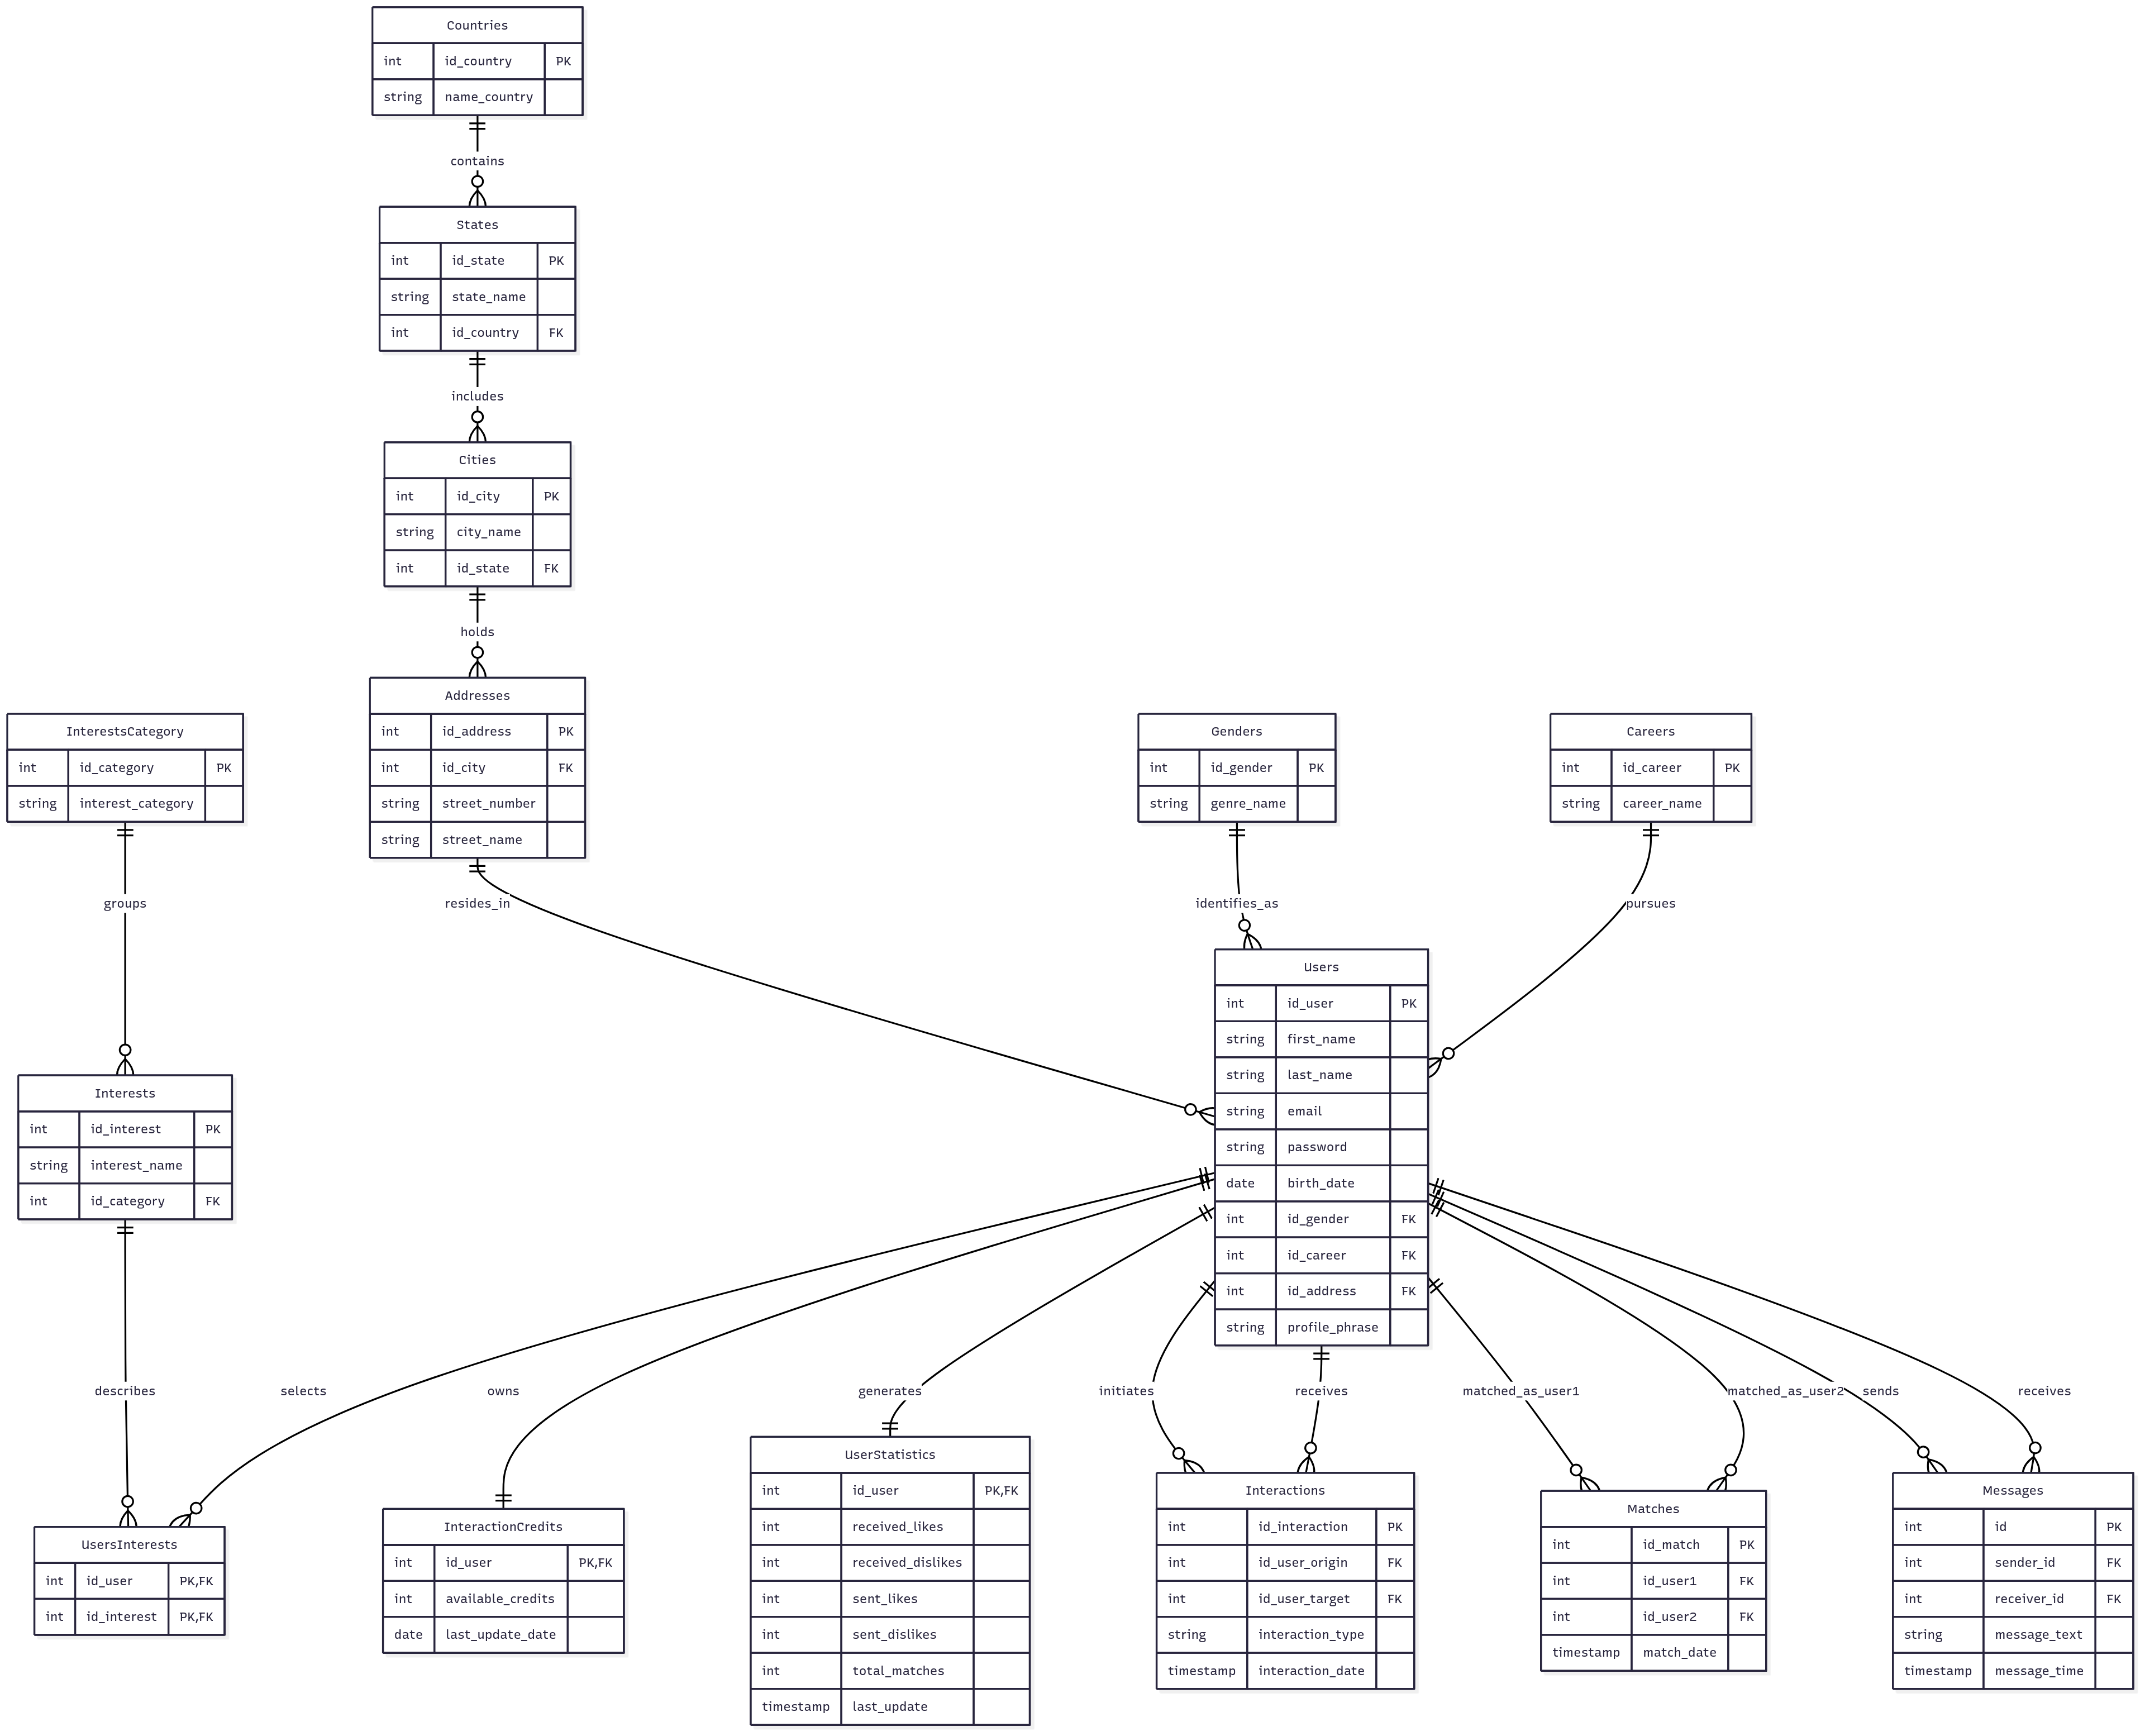 Countries
int id_country PK
string name_country
contains
States
int id_state PK
string state_name
int id_country FK
includes
Cities
int id_city PK
string city_name
int id_state FK
holds
Addresses
int id_address PK
int id_city FK
string street_number
string street_name
InterestsCategory
int id_category PK
string interest_category
Genders
int id_gender PK
string genre_name
Careers
int id_career PK
string career_name
groups
resides_in
identifies_as
pursues
Users
int id_user PK
string first_name
string last_name
string email
string password
date birth_date
int id_gender FK
int id_career FK
int id_address FK
string profile_phrase
Interests
int id_interest PK
string interest_name
int id_category FK
describes
selects
owns
generates
initiates
receives
matched_as_user1
matched_as_user2
sends
receives
UsersInterests
int id_user PK,FK
int id_interest PK,FK
InteractionCredits
int id_user PK,FK
int available_credits
date last_update_date
UserStatistics
int id_user PK,FK
int received_likes
int received_dislikes
int sent_likes
int sent_dislikes
int total_matches
timestamp last_update
Interactions
int id_interaction PK
int id_user_origin FK
int id_user_target FK
string interaction_type
timestamp interaction_date
Matches
int id_match PK
int id_user1 FK
int id_user2 FK
timestamp match_date
Messages
int id PK
int sender_id FK
int receiver_id FK
string message_text
timestamp message_time